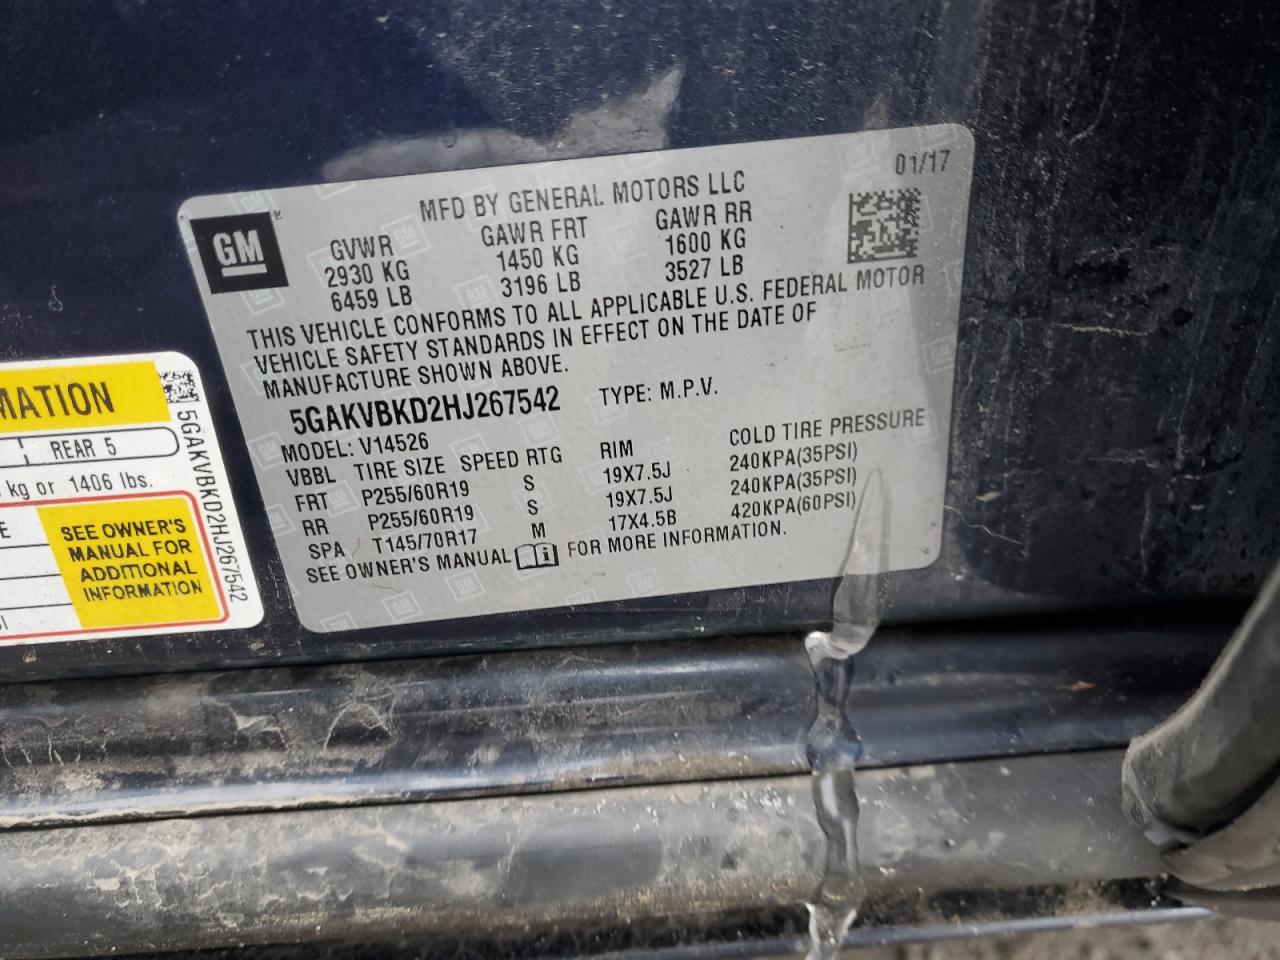 01/17
MFD BY GENERAL MOTORS LLC
GM
GVWR GAWR FRT GAWR RR
2930 KG 1450 KG 1600 KG
6459 LB 3196 LB 3527 LB
THIS VEHICLE CONFORMS TO ALL APPLICABLE U.S. FEDERAL MOTOR
VEHICLE SAFETY STANDARDS IN EFFECT ON THE DATE OF
MANUFACTURE SHOWN ABOVE.
5GAKVBKD2HJ267542 TYPE: M.P.V.
MODEL: V14526
VBBL TIRE SIZE SPEED RTG RIM COLD TIRE PRESSURE
FRT P255/60R19 S 19X7.5J 240KPA(35PSI)
RR P255/60R19 S 19X7.5J 240KPA(35PSI)
SPA T145/70R17 M 17X4.5B 420KPA(60PSI)
SEE OWNER'S MANUAL FOR MORE INFORMATION.
MATION
REAR 5
kg or 1406 lbs.
SEE OWNER'S
MANUAL FOR
ADDITIONAL
INFORMATION
5GAKVBKD2HJ267542